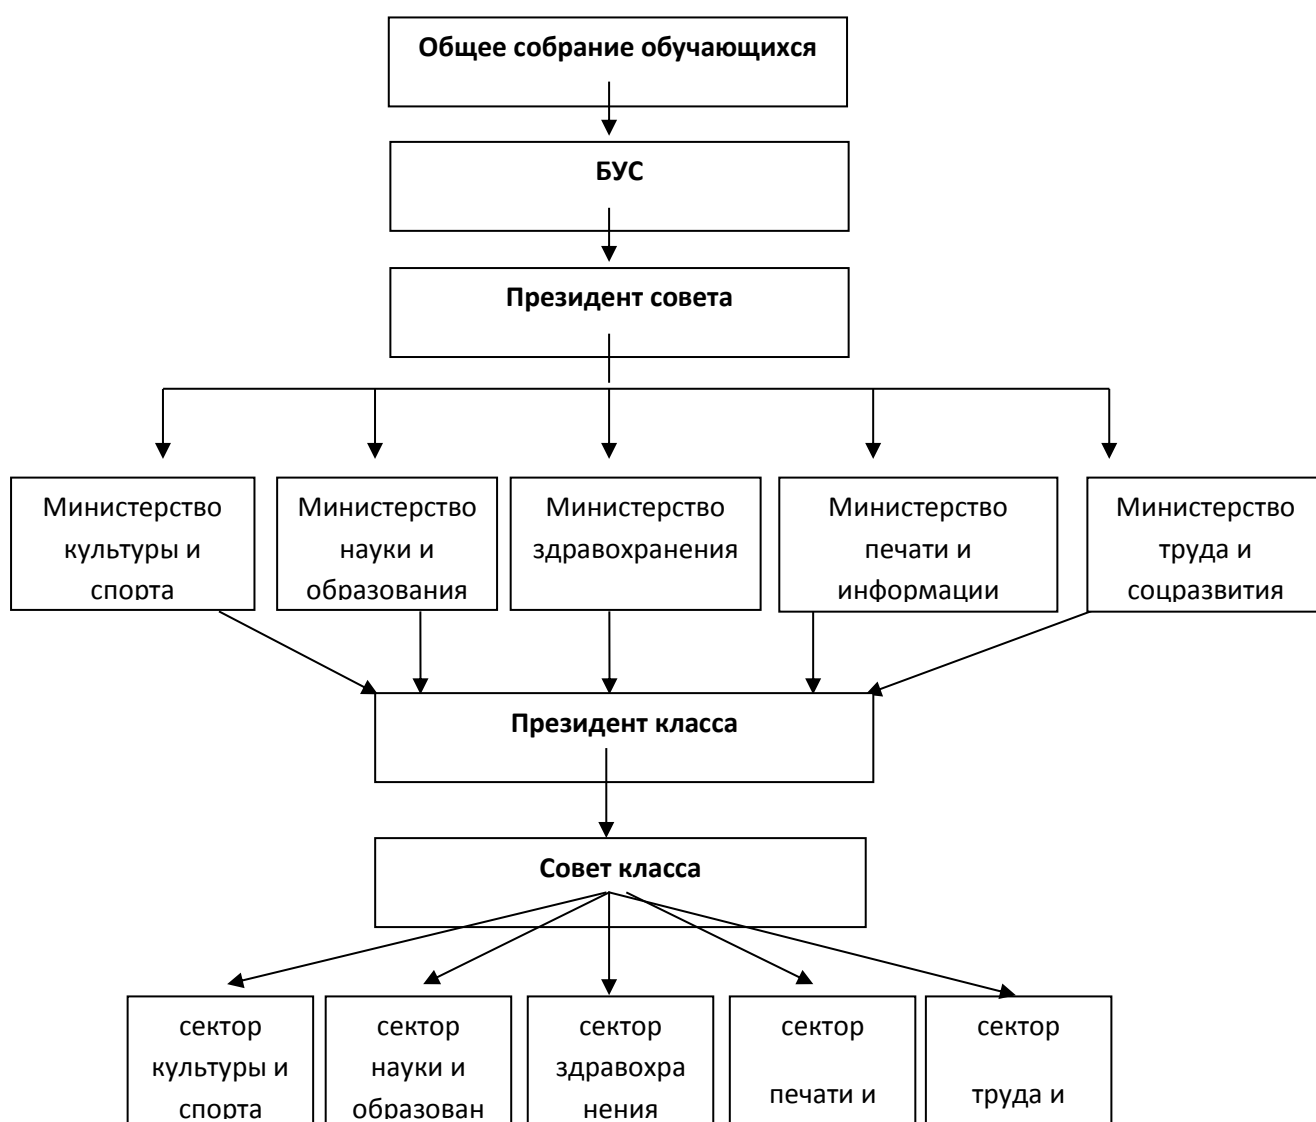 Общее собрание обучающихся
БУС
Президент совета
Министерство
культуры и
спорта
Министерство
науки и
образования
Министерство
здравохранения
Министерство
печати и
информации
Министерство
труда и
соцразвития
Президент класса
Совет класса
сектор
культуры и
спорта
сектор
науки и
образован
сектор
здравохра
нения
сектор
печати и
сектор
труда и